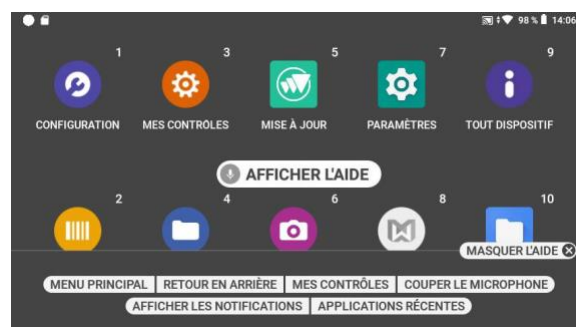 98 % 14:06
1 3 5 7 9
CONFIGURATION MES CONTRÔLES MISE À JOUR PARAMÈTRES TOUT DISPOSITIF
AFFICHER L'AIDE
2 4 6 8 10
MASQUER L'AIDE
MENU PRINCIPAL RETOUR EN ARRIÈRE MES CONTRÔLES COUPER LE MICROPHONE
AFFICHER LES NOTIFICATIONS APPLICATIONS RÉCENTES